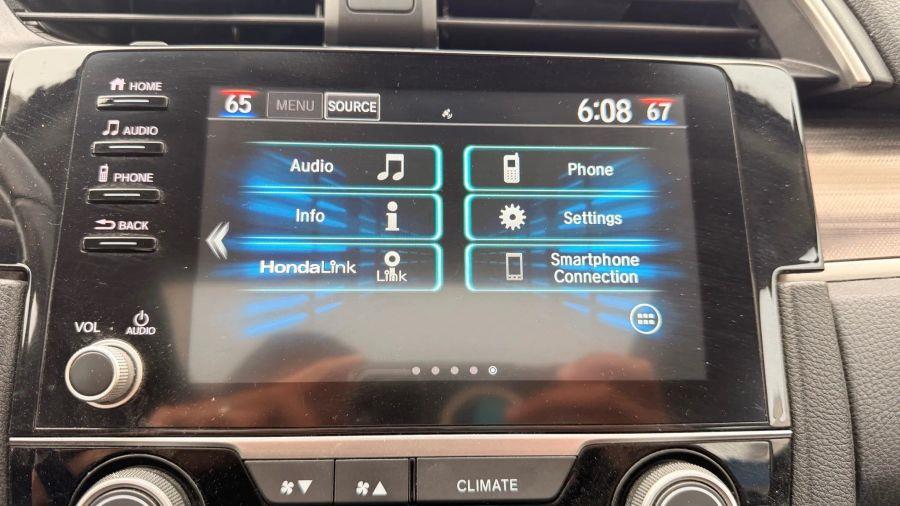 HOME
AUDIO
PHONE
BACK
VOL
AUDIO
65 MENU SOURCE 6:08 67
Audio
Phone
Info
Settings
HondaLink
Link
Smartphone
Connection
CLIMATE